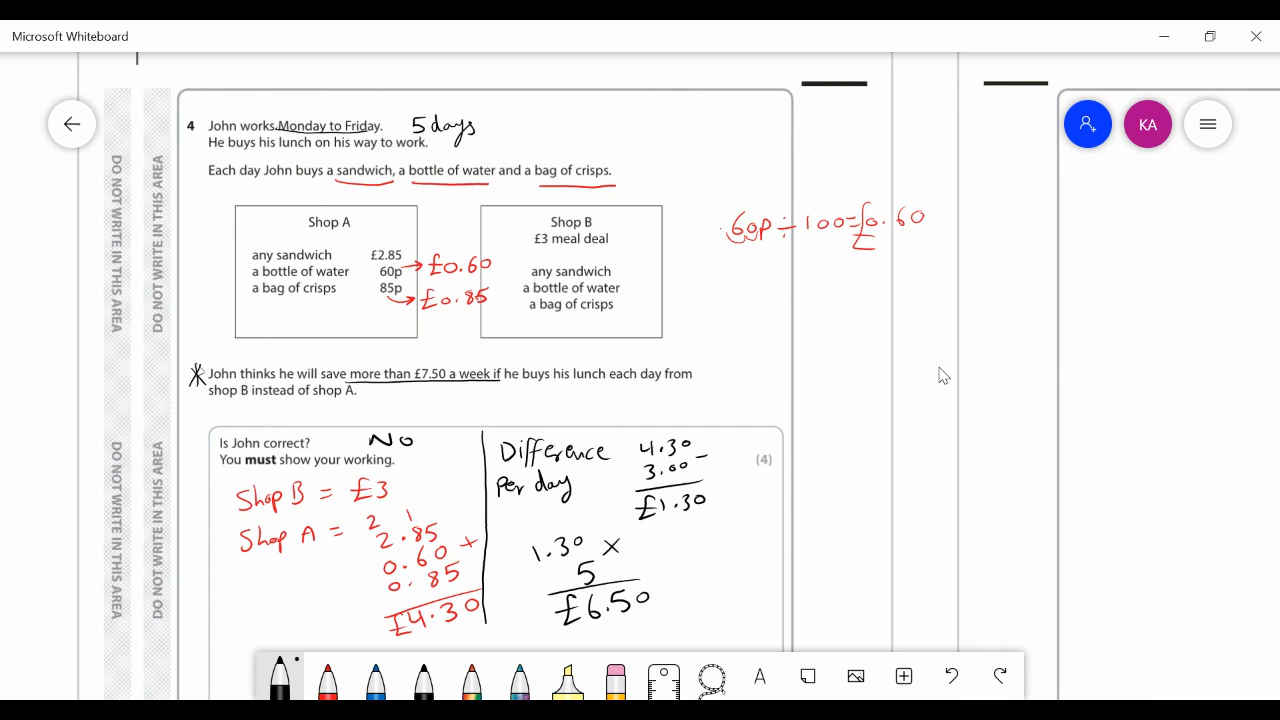 Microsoft Whiteboard
KA
DO NOT WRITE IN THIS AREA
DO NOT WRITE IN THIS AREA
4 John works Monday to Friday. 5 days
He buys his lunch on his way to work.
Each day John buys a sandwich, a bottle of water and a bag of crisps.
Shop A
any sandwich £2.85
a bottle of water 60p → £0.60
a bag of crisps 85p → £0.85
Shop B
£3 meal deal
any sandwich
a bottle of water
a bag of crisps
60p ÷ 100 = £0.60
John thinks he will save more than £7.50 a week if he buys his lunch each day from
shop B instead of shop A.
Is John correct? No
You must show your working.
(4)
Shop B = £3
Shop A = 2 1
2.85
0.60 +
0.85
£4.30
Difference
Per day
4.30
3.00 -
£1.30
1.30 ×
5
£6.50
DO NOT WRITE IN THIS AREA
DO NOT WRITE IN THIS AREA
A